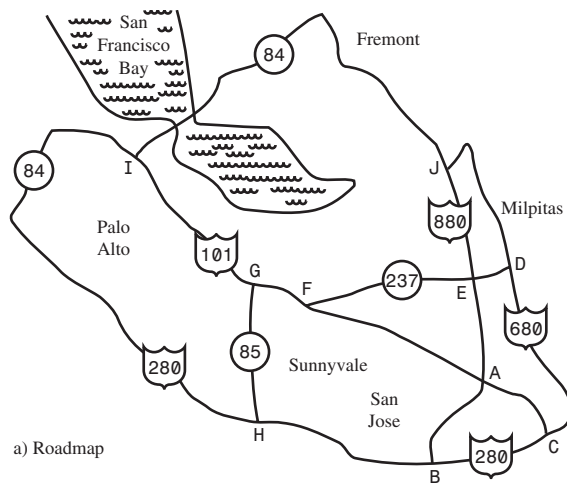 San
Francisco
Bay
Fremont
84
84
I
J
880
Milpitas
Palo
Alto
101
G
F
237
E
D
680
85
Sunnyvale
280
San
Jose
A
H
B
280
C
a) Roadmap